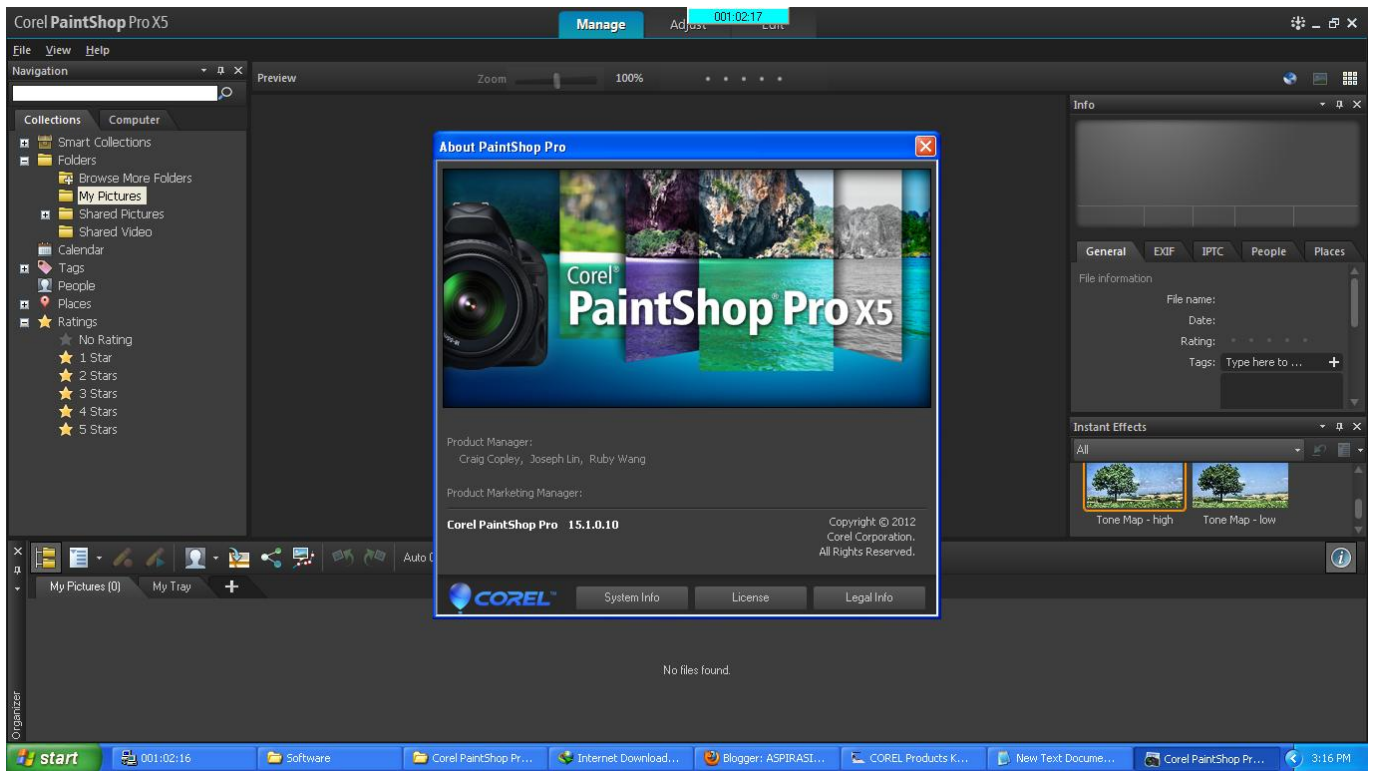 Corel PaintShop Pro X5
Manage
001:02:17
File View Help
Navigation
Preview
Zoom
100%
Info
Collections
Computer
Smart Collections
Folders
Browse More Folders
My Pictures
Shared Pictures
Shared Video
Calendar
Tags
People
Places
Ratings
No Rating
1 Star
2 Stars
3 Stars
4 Stars
5 Stars
About PaintShop Pro
Corel®
PaintShop Pro X5
Product Manager:
Craig Copley, Joseph Lin, Ruby Wang
Product Marketing Manager:
Corel PaintShop Pro 15.1.0.10
Copyright © 2012
Corel Corporation.
All Rights Reserved.
COREL™
System Info
License
Legal Info
General EXIF IPTC People Places
File information
File name:
Date:
Rating:
Tags: Type here to ... +
Instant Effects
All
Tone Map - high
Tone Map - low
Auto
My Pictures (0)
My Tray
+
No files found.
Organizer
start
001:02:16
Software
Corel PaintShop Pr...
Internet Download...
Blogger: ASPIRASI...
COREL Products K...
New Text Docume...
Corel PaintShop Pr...
3:16 PM